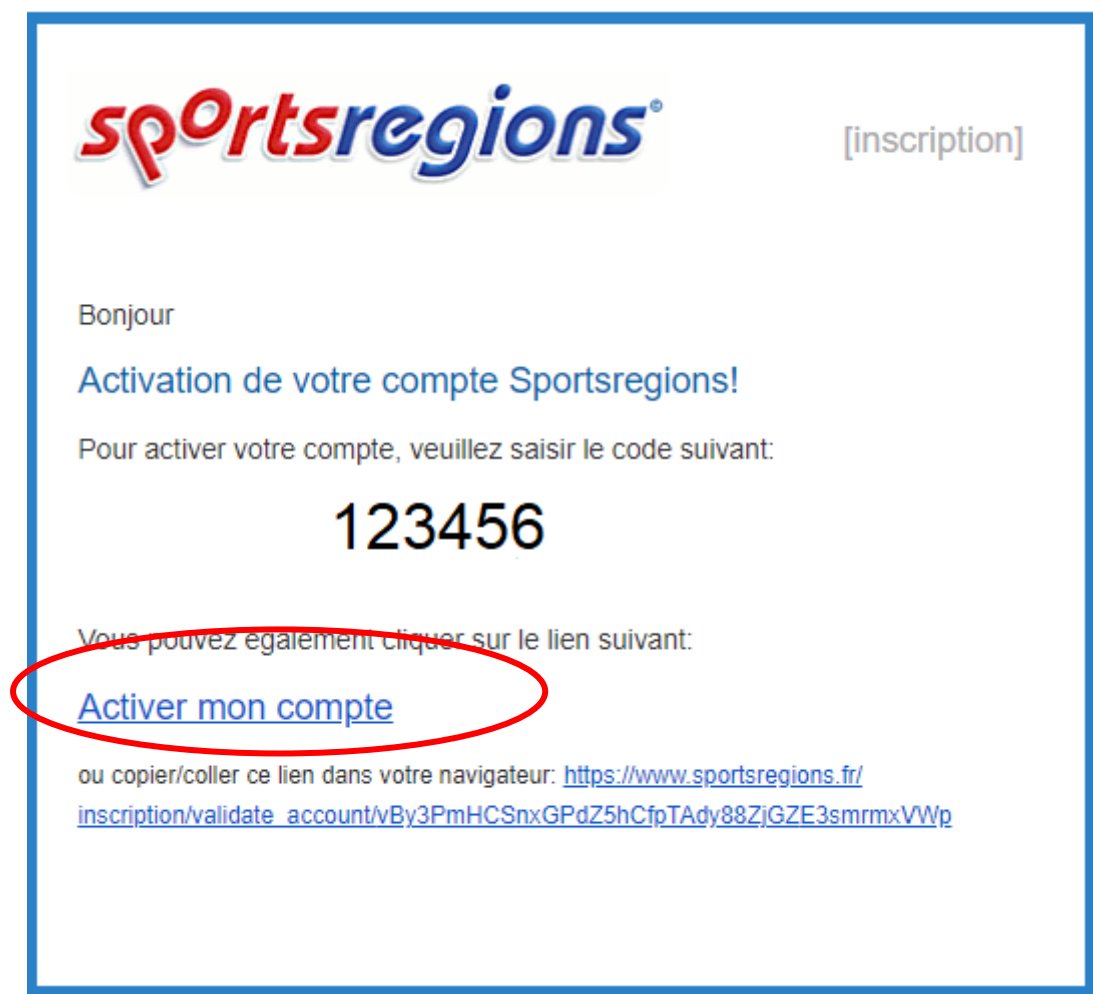 sportsregions©
[inscription]
Bonjour
Activation de votre compte Sportsregions!
Pour activer votre compte, veuillez saisir le code suivant:
123456
Vous pouvez également cliquer sur le lien suivant:
Activer mon compte
ou copier/coller ce lien dans votre navigateur: https://www.sportsregions.fr/
inscription/validate_account/vBy3PmHCSnxGPdZ5hCfpTAdy88ZjGZE3smrmxVWp